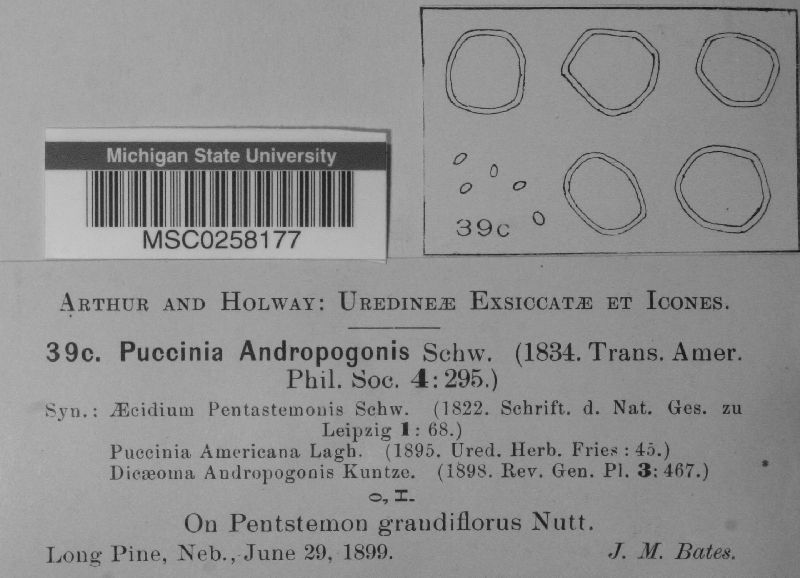 Michigan State University
MSC0258177
39c
ARTHUR AND HOLWAY: UREDINEÆ EXSICCATÆ ET ICONES.
39c. Puccinia Andropogonis Schw. (1834. Trans. Amer.
Phil. Soc. 4: 295.)
Syn.: Æcidium Pentastemonis Schw. (1822. Schrift. d. Nat. Ges. zu
Leipzig 1: 68.)
Puccinia Americana Lagh. (1895. Ured. Herb. Fries: 45.)
Dicæoma Andropogonis Kuntze. (1898. Rev. Gen. Pl. 3: 467.)
O, I.
On Pentstemon grandiflorus Nutt.
Long Pine, Neb., June 29, 1899. J. M. Bates.